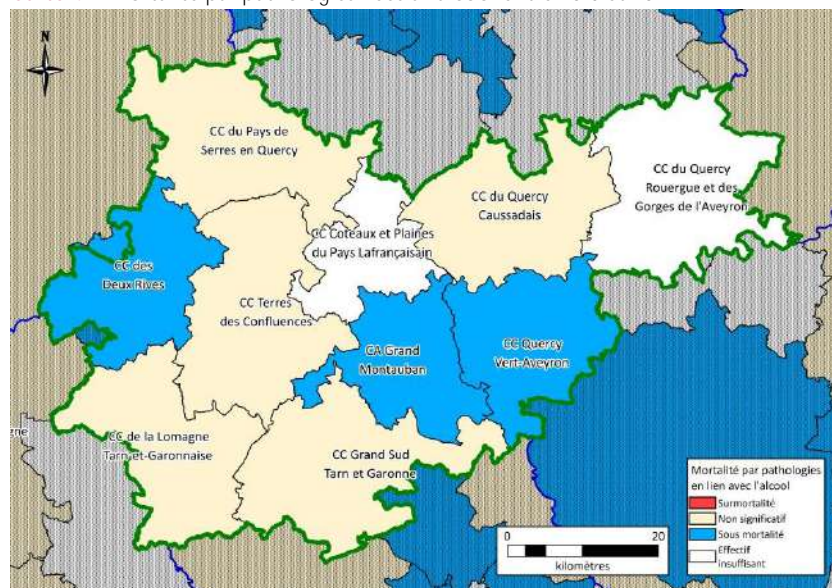 N
CC du Pays de
Serres en Quercy
CC du Quercy
Rouergue et des
Gorges de l'Aveyron
CC du Quercy
Caussadais
CC Coteaux et Plaines
du Pays Lafrançaisain
CC des
Deux Rives
CC Terres
des Confluences
CA Grand
Montauban
CC Quercy
Vert-Aveyron
CC de la Lomagne
Tarn et-Garonnaise
CC Grand Sud
Tarn et Garonne
Mortalité par pathologies
en lien avec l'alcool
Surmortalité
Non significatif
Sous mortalité
Effectif
insuffisant
0 20
kilomètres